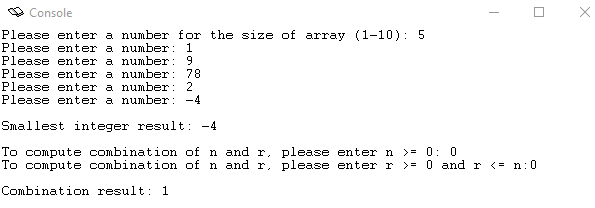 Console
Please enter a number for the size of array (1-10): 5
Please enter a number: 1
Please enter a number: 9
Please enter a number: 78
Please enter a number: 2
Please enter a number: -4
Smallest integer result: -4
To compute combination of n and r, please enter n >= 0: 0
To compute combination of n and r, please enter r >= 0 and r <= n:0
Combination result: 1